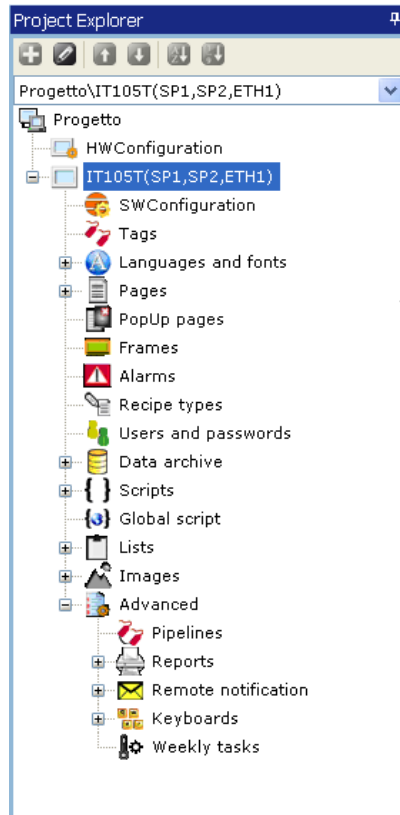 Project Explorer
Progetto\IT105T(SP1,SP2,ETH1)
Progetto
HWConfiguration
IT105T(SP1,SP2,ETH1)
SWConfiguration
Tags
Languages and fonts
Pages
PopUp pages
Frames
Alarms
Recipe types
Users and passwords
Data archive
Scripts
Global script
Lists
Images
Advanced
Pipelines
Reports
Remote notification
Keyboards
Weekly tasks